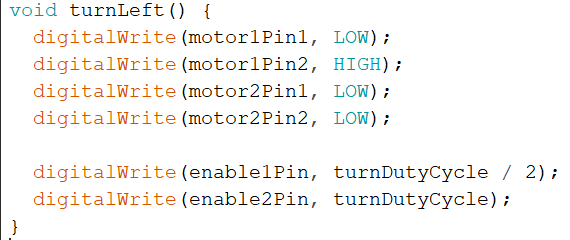 void turnLeft() {
  digitalWrite(motor1Pin1, LOW);
  digitalWrite(motor1Pin2, HIGH);
  digitalWrite(motor2Pin1, LOW);
  digitalWrite(motor2Pin2, LOW);

  digitalWrite(enable1Pin, turnDutyCycle / 2);
  digitalWrite(enable2Pin, turnDutyCycle);
}